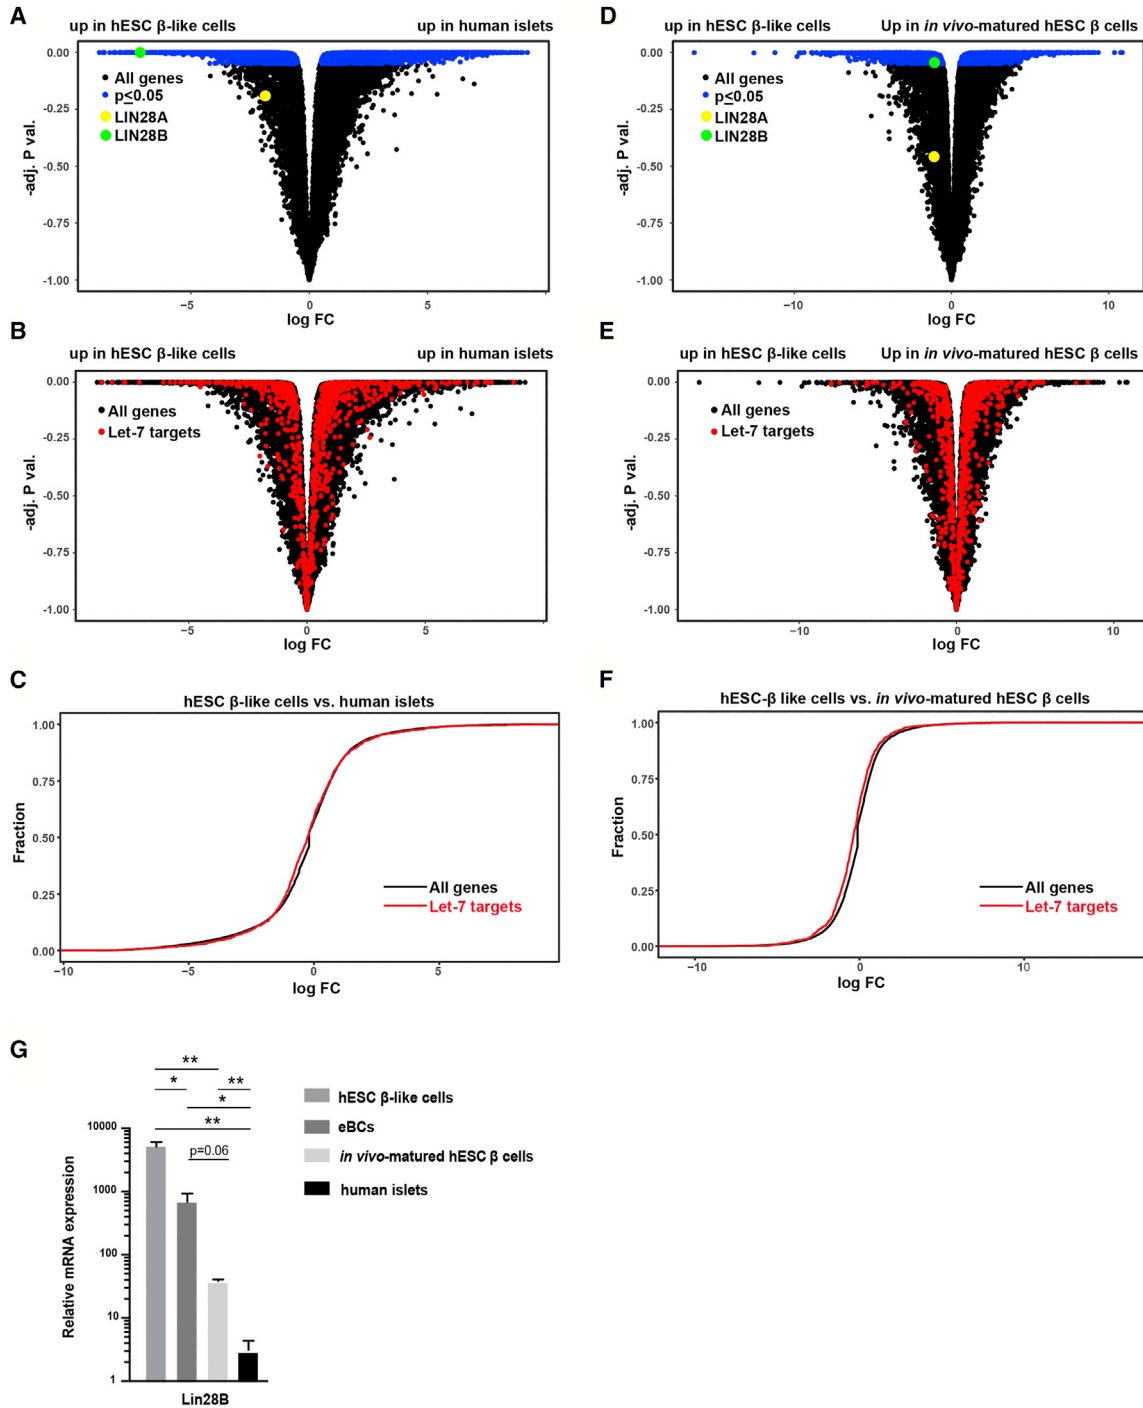 A
up in hESC β-like cells
up in human islets
0.00
-0.25
-0.50
-0.75
-1.00
-adj. P val.
All genes
p≤0.05
LIN28A
LIN28B
−5
0
5
log FC
D
up in hESC β-like cells
Up in in vivo-matured hESC β cells
0.00
-0.25
-0.50
-0.75
-1.00
-adj. P val.
All genes
p≤0.05
LIN28A
LIN28B
−10
0
10
log FC
B
up in hESC β-like cells
up in human islets
0.00
-0.25
-0.50
-0.75
-1.00
-adj. P val.
All genes
Let-7 targets
−5
0
5
log FC
E
up in hESC β-like cells
Up in in vivo-matured hESC β cells
0.00
-0.25
-0.50
-0.75
-1.00
-adj. P val.
All genes
Let-7 targets
−10
0
10
log FC
C
hESC β-like cells vs. human islets
1.00
0.75
0.50
0.25
0.00
Fraction
All genes
Let-7 targets
−10
−5
0
5
log FC
F
hESC-β like cells vs. in vivo-matured hESC β cells
1.00
0.75
0.50
0.25
0.00
Fraction
All genes
Let-7 targets
−10
0
10
log FC
G
**
* **
*
**
p=0.06
10000
1000
100
10
1
Relative mRNA expression
Lin28B
hESC β-like cells
eBCs
in vivo-matured hESC β cells
human islets